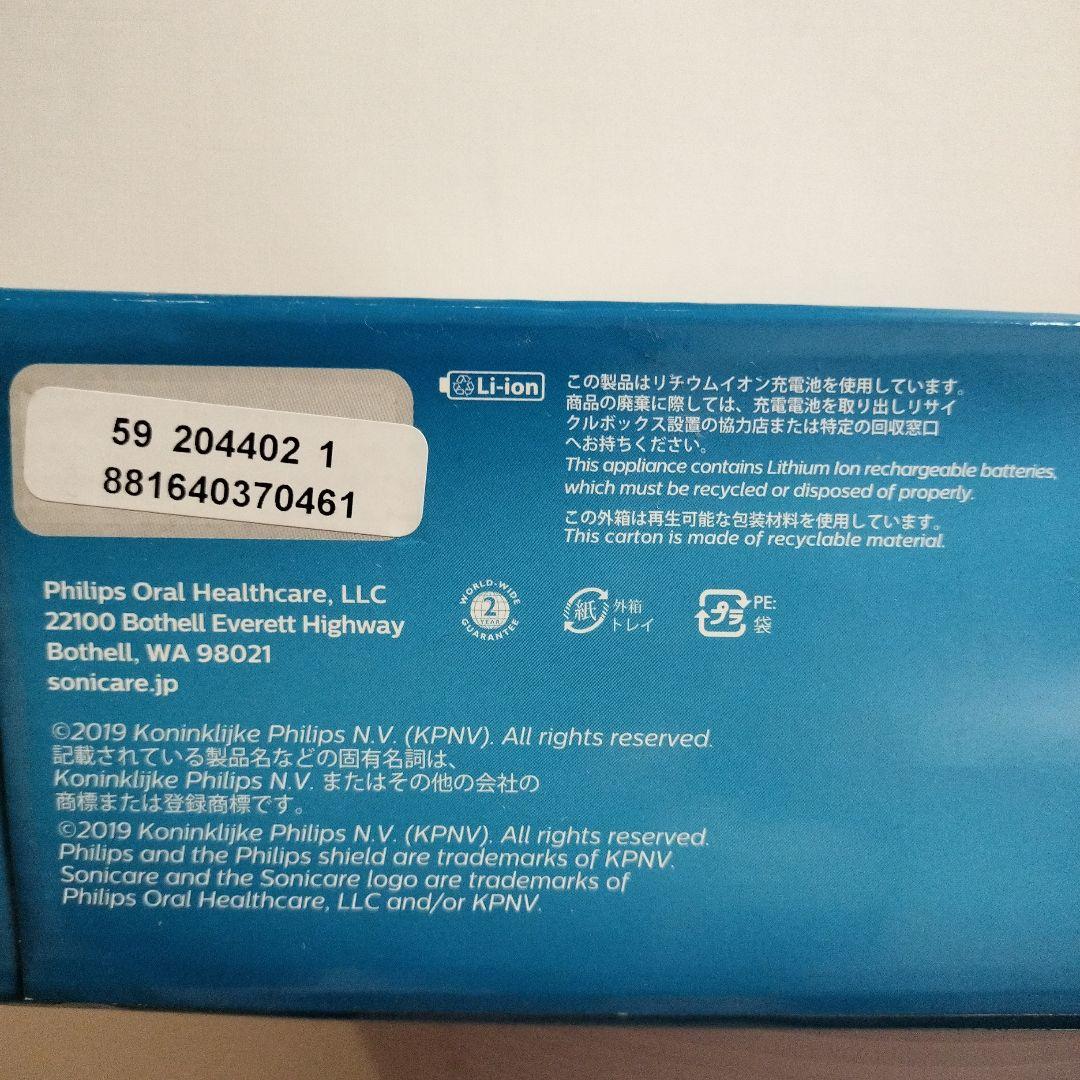 59 204402 1
881640370461
Li-ion
この製品はリチウムイオン充電池を使用しています。
商品の廃棄に際しては、充電電池を取り出しリサイ
クルボックス設置の協力店または特定の回収窓口
へお持ちください。
This appliance contains Lithium Ion rechargeable batteries,
which must be recycled or disposed of properly.
この外箱は再生可能な包装材料を使用しています。
This carton is made of recyclable material.
Philips Oral Healthcare, LLC
22100 Bothell Everett Highway
Bothell, WA 98021
sonicare.jp
WORLD-WIDE
2
YEAR
GUARANTEE
紙
外箱
トレイ
プラ
PE:
袋
©2019 Koninklijke Philips N.V. (KPNV). All rights reserved.
記載されている製品名などの固有名詞は、
Koninklijke Philips N.V. またはその他の会社の
商標または登録商標です。
©2019 Koninklijke Philips N.V. (KPNV). All rights reserved.
Philips and the Philips shield are trademarks of KPNV.
Sonicare and the Sonicare logo are trademarks of
Philips Oral Healthcare, LLC and/or KPNV.